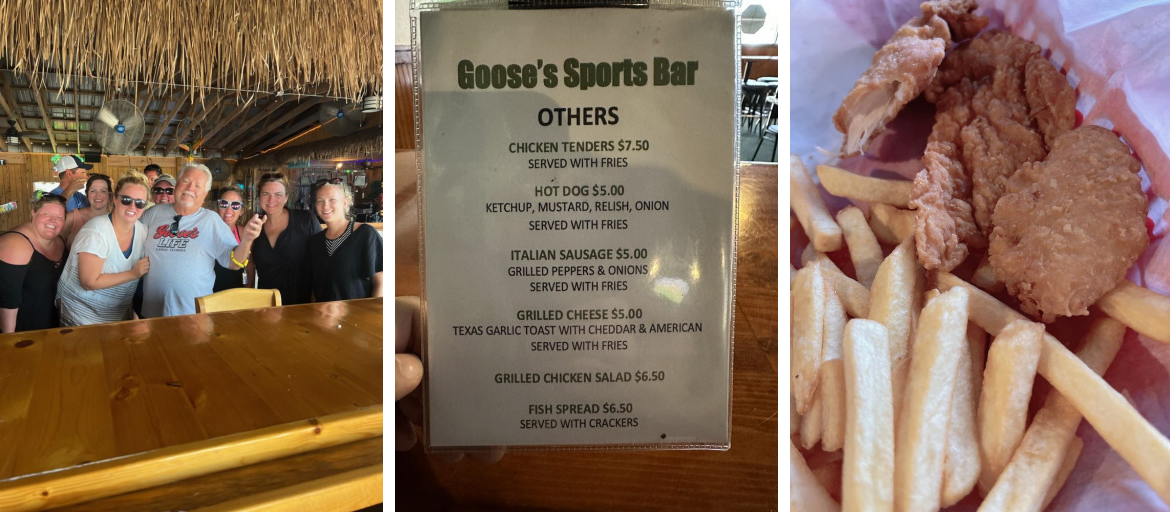 LIFE
Goose's Sports Bar
OTHERS
CHICKEN TENDERS $7.50
SERVED WITH FRIES
HOT DOG $5.00
KETCHUP, MUSTARD, RELISH, ONION
SERVED WITH FRIES
ITALIAN SAUSAGE $5.00
GRILLED PEPPERS & ONIONS
SERVED WITH FRIES
GRILLED CHEESE $5.00
TEXAS GARLIC TOAST WITH CHEDDAR & AMERICAN
SERVED WITH FRIES
GRILLED CHICKEN SALAD $6.50
FISH SPREAD $6.50
SERVED WITH CRACKERS